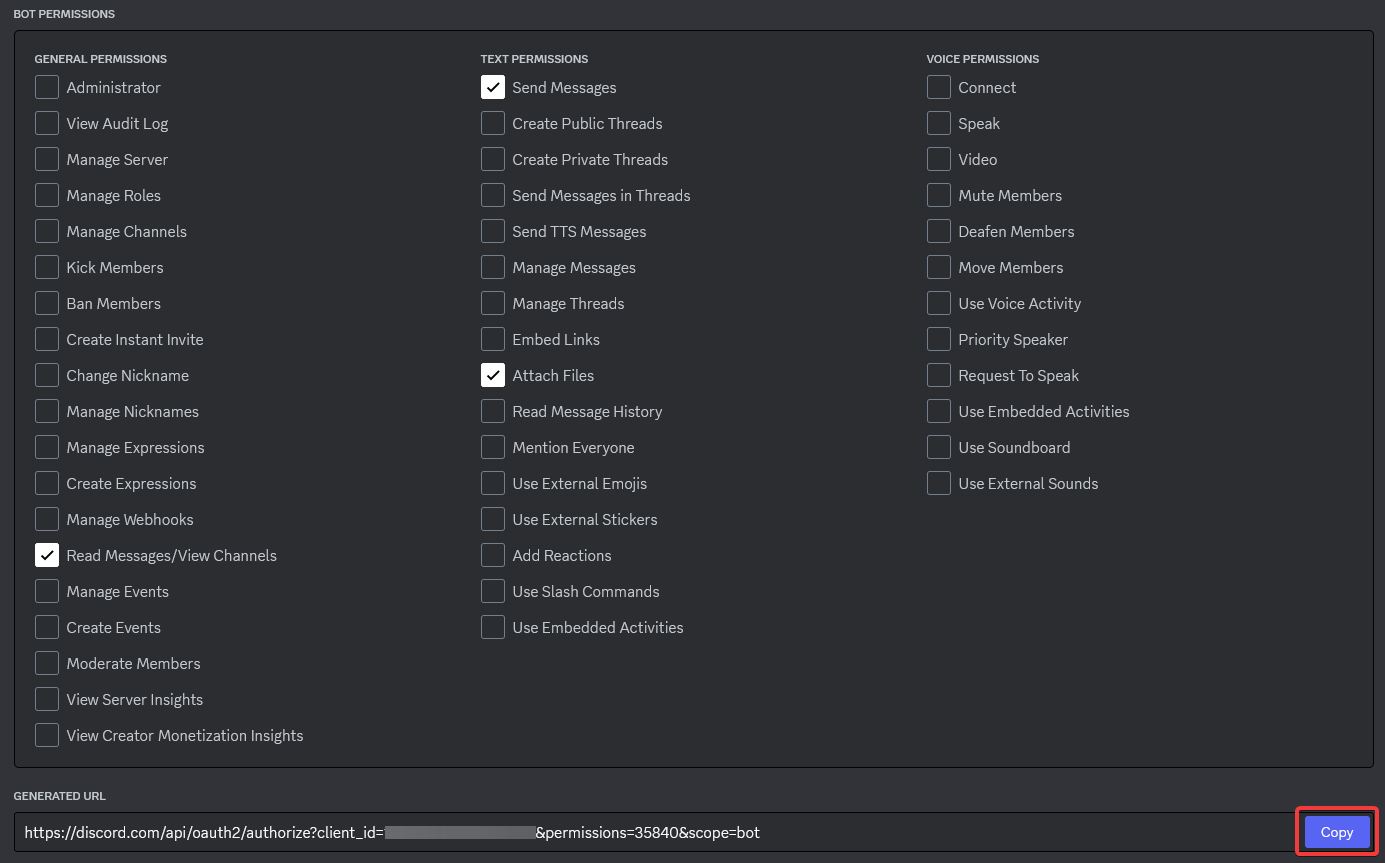 BOT PERMISSIONS
GENERAL PERMISSIONS
Administrator
View Audit Log
Manage Server
Manage Roles
Manage Channels
Kick Members
Ban Members
Create Instant Invite
Change Nickname
Manage Nicknames
Manage Expressions
Create Expressions
Manage Webhooks
Read Messages/View Channels
Manage Events
Create Events
Moderate Members
View Server Insights
View Creator Monetization Insights
TEXT PERMISSIONS
Send Messages
Create Public Threads
Create Private Threads
Send Messages in Threads
Send TTS Messages
Manage Messages
Manage Threads
Embed Links
Attach Files
Read Message History
Mention Everyone
Use External Emojis
Use External Stickers
Add Reactions
Use Slash Commands
Use Embedded Activities
VOICE PERMISSIONS
Connect
Speak
Video
Mute Members
Deafen Members
Move Members
Use Voice Activity
Priority Speaker
Request To Speak
Use Embedded Activities
Use Soundboard
Use External Sounds
GENERATED URL
https://discord.com/api/oauth2/authorize?client_id= &permissions=35840&scope=bot
Copy